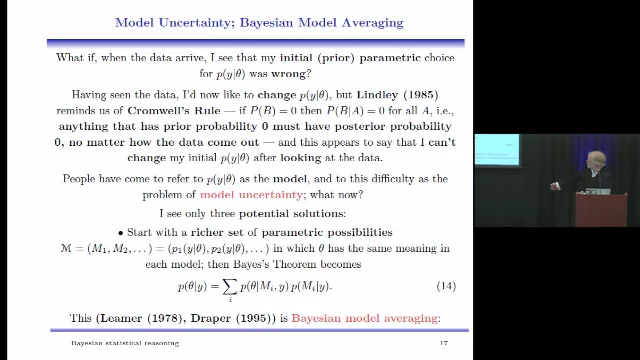 Model Uncertainty; Bayesian Model Averaging
What if, when the data arrive, I see that my initial (prior) parametric choice
for p(y|θ) was wrong?
Having seen the data, I'd now like to change p(y|θ), but Lindley (1985)
reminds us of Cromwell's Rule — if P(B) = 0 then P(B|A) = 0 for all A, i.e.,
anything that has prior probability 0 must have posterior probability
0, no matter how the data come out — and this appears to say that I can't
change my initial p(y|θ) after looking at the data.
People have come to refer to p(y|θ) as the model, and to this difficulty as the
problem of model uncertainty; what now?
I see only three potential solutions:
• Start with a richer set of parametric possibilities
M = (M₁, M₂, . . . ) = (p₁(y|θ), p₂(y|θ), . . . ) in which θ has the same meaning in
each model; then Bayes's Theorem becomes
p(θ|y) = ∑ᵢ p(θ|Mᵢ, y) p(Mᵢ|y). (14)
This (Leamer (1978), Draper (1995)) is Bayesian model averaging:
Bayesian statistical reasoning 17